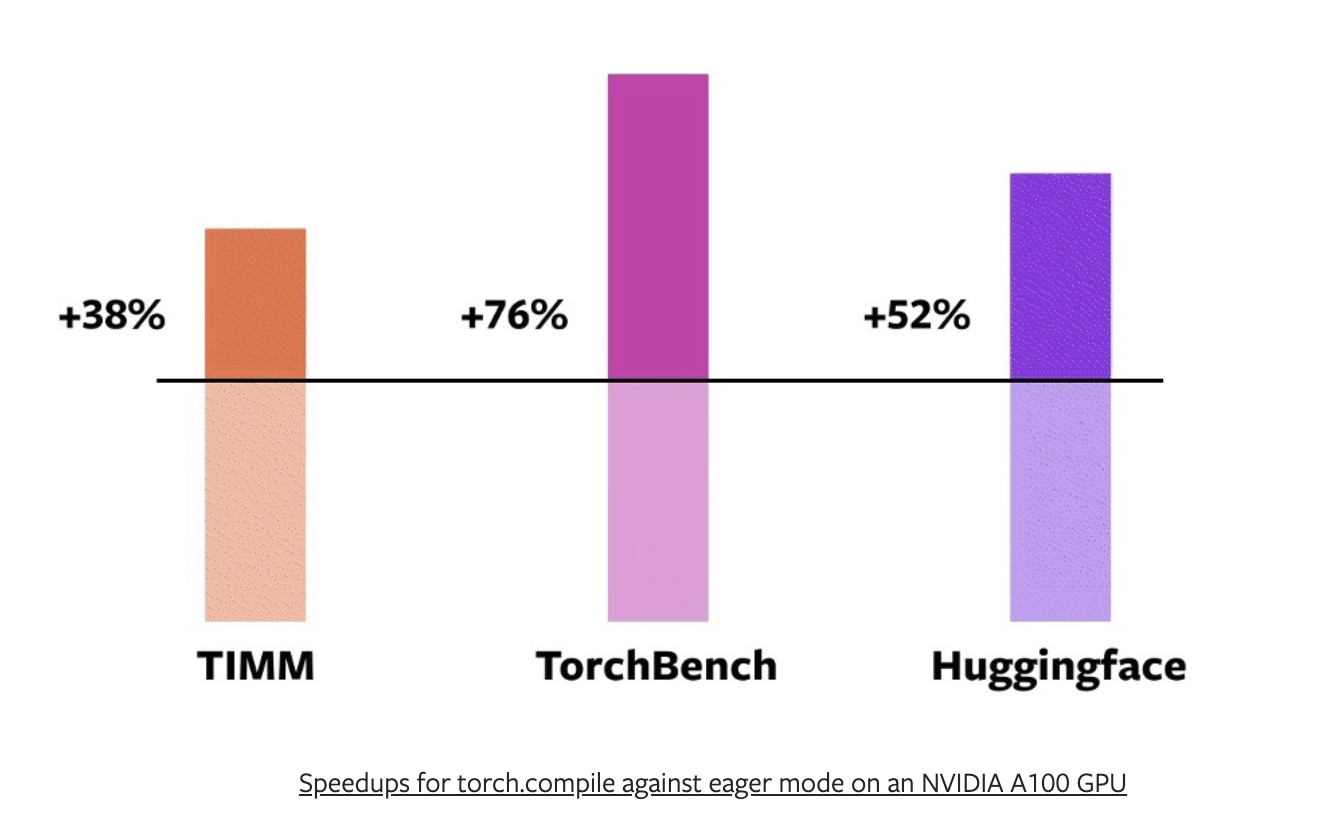 +38%
+76%
+52%
TIMM
TorchBench
Huggingface
Speedups for torch.compile against eager mode on an NVIDIA A100 GPU